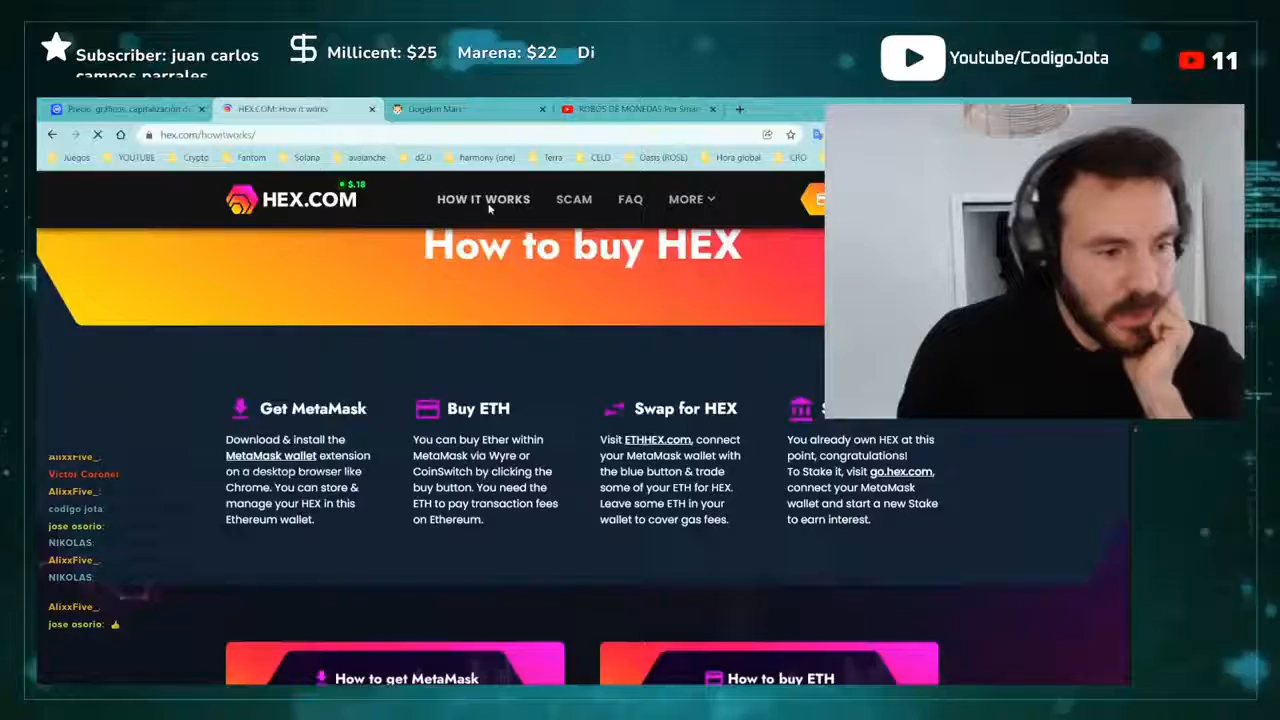 Subscriber: juan carlos
campos parrales
Millicent: $25 Marena: $22 Di
Youtube/CodigoJota
11
HEX.COM: How it works
hex.com/howitworks/
Juegos YOUTUBE Crypto Fantom Solana avalanche d2.0 harmony (one) Terra CELO Oasis (ROSE) Hora global CRO
$.18
HEX.COM HOW IT WORKS SCAM FAQ MORE
How to buy HEX
Get MetaMask
Download & install the
MetaMask wallet extension
on a desktop browser like
Chrome. You can store &
manage your HEX in this
Ethereum wallet.
Buy ETH
You can buy Ether within
MetaMask via Wyre or
CoinSwitch by clicking the
buy button. You need the
ETH to pay transaction fees
on Ethereum.
Swap for HEX
Visit ETHHEX.com, connect
your MetaMask wallet with
the blue button & trade
some of your ETH for HEX.
Leave some ETH in your
wallet to cover gas fees.
You already own HEX at this
point, congratulations!
To Stake it, visit go.hex.com,
connect your MetaMask
wallet and start a new Stake
to earn interest.
AlixxFive_:
Victor Coronel
AlixxFive_:
codigo jota:
jose osorio:
NIKOLAS:
AlixxFive_:
NIKOLAS:
AlixxFive_:
jose osorio: 👍
How to get MetaMask
How to buy ETH